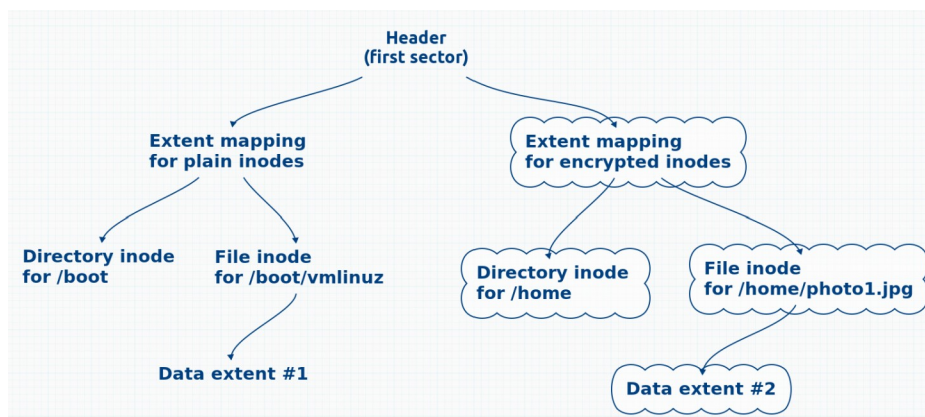 Header
(first sector)
Extent mapping
for plain inodes
Extent mapping
for encrypted inodes
Directory inode
for /boot
File inode
for /boot/vmlinuz
Directory inode
for /home
File inode
for /home/photo1.jpg
Data extent #1
Data extent #2